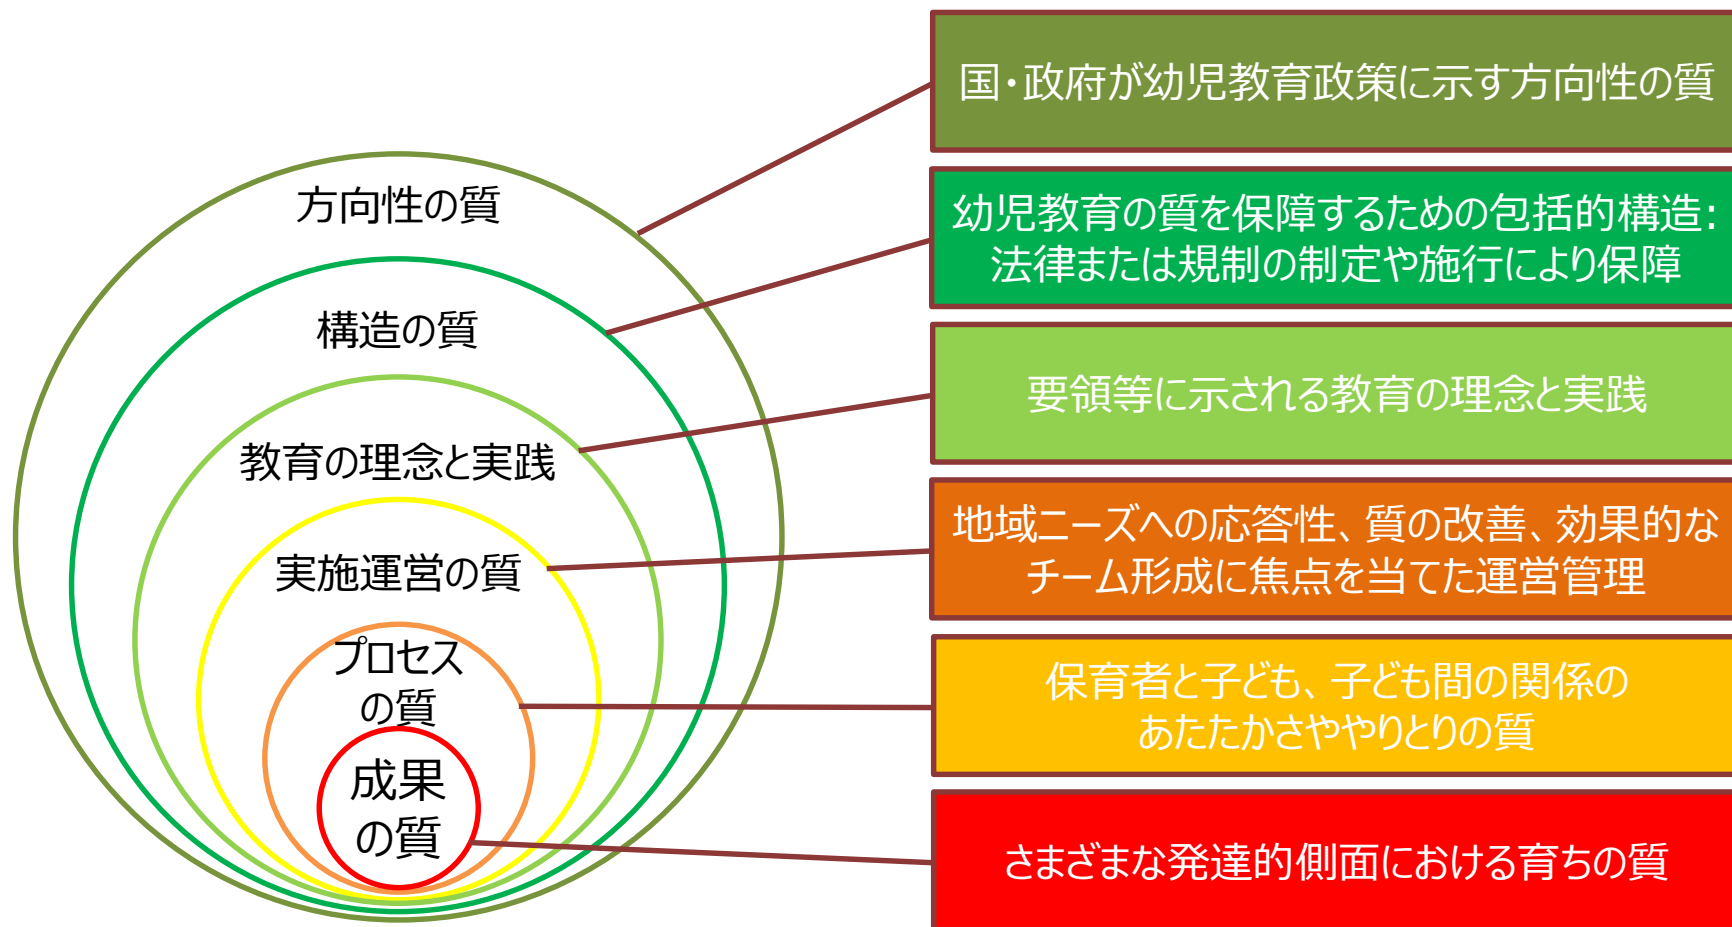 方向性の質
構造の質
教育の理念と実践
実施運営の質
プロセス
の質
成果
の質
国・政府が幼児教育政策に示す方向性の質
幼児教育の質を保障するための包括的構造:
法律または規制の制定や施行により保障
要領等に示される教育の理念と実践
地域ニーズへの応答性、質の改善、効果的な
チーム形成に焦点を当てた運営管理
保育者と子ども、子ども間の関係の
あたたかさややりとりの質
さまざまな発達的側面における育ちの質